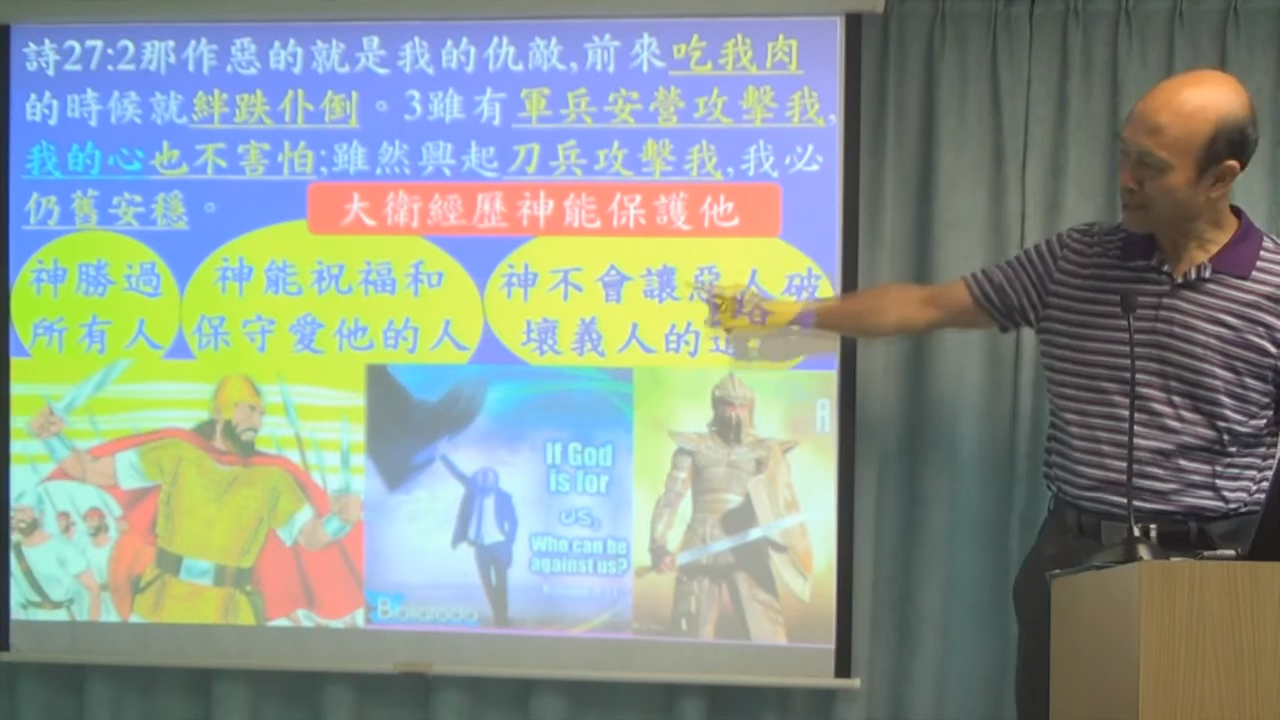 詩27:2那作惡的就是我的仇敵,前來吃我肉
的時候就絆跌仆倒。3雖有軍兵安營攻擊我,
我的心也不害怕;雖然興起刀兵攻擊我,我必
仍舊安穩。
大衛經歷神能保護他
神勝過
所有人
神能祝福和
保守愛他的人
神不會讓惡人破
壞義人的道路
If God
is for
us,
Who can be
against us?
R